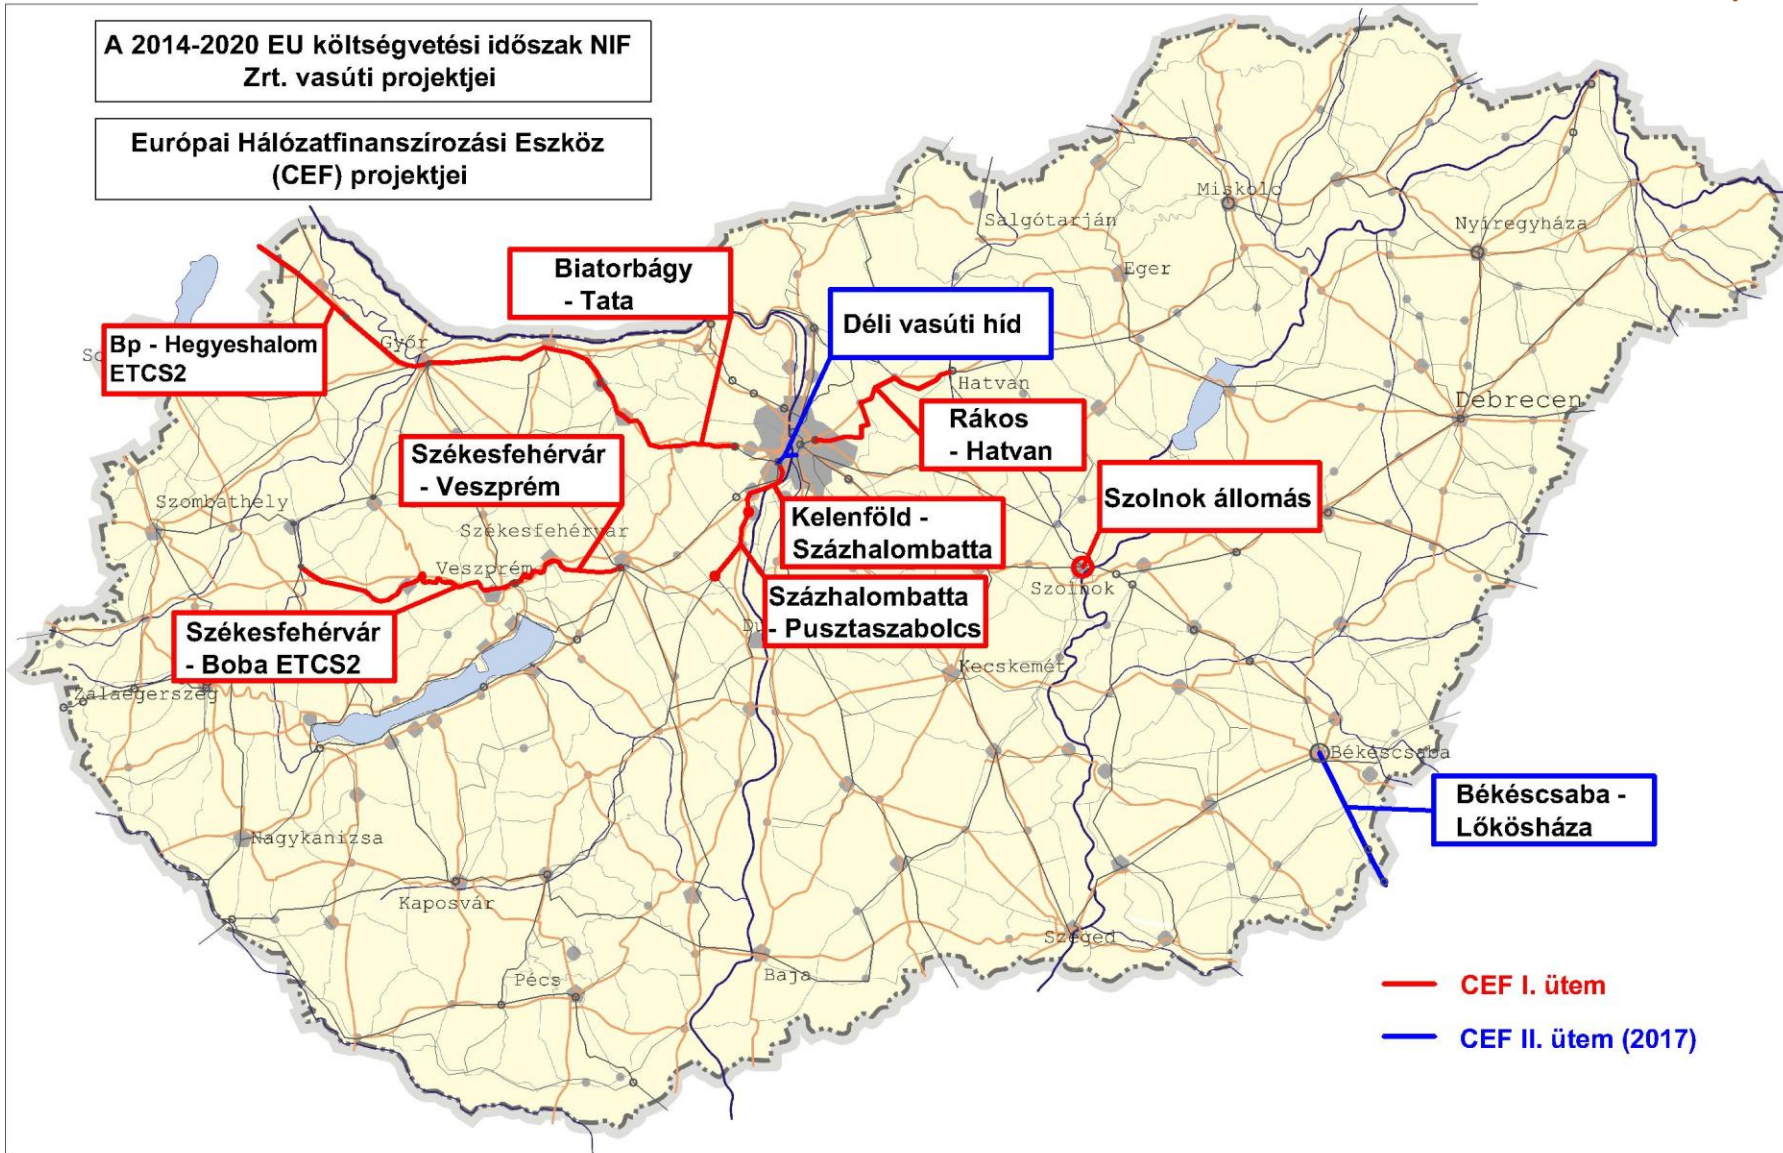 A 2014-2020 EU költségvetési időszak NIF
Zrt. vasúti projektjei
Európai Hálózatfinanszírozási Eszköz
(CEF) projektjei
Miskolc
Salgótarján
Nyíregyháza
Eger
Biatorbágy
- Tata
Déli vasúti híd
Bp - Hegyeshalom
ETCS2
Győr
Hatvan
Debrecen
Rákos
- Hatvan
Székesfehérvár
- Veszprém
Szolnok állomás
Szombathely
Kelenföld -
Százhalombatta
Székesfehérvár
Veszprém
Szolnok
Százhalombatta
- Pusztaszabolcs
Székesfehérvár
- Boba ETCS2
Kecskemét
Zalaegerszeg
Békéscsaba
Békéscsaba -
Lőkösháza
Nagykanizsa
Kaposvár
Szeged
Baja
Pécs
CEF I. ütem
CEF II. ütem (2017)